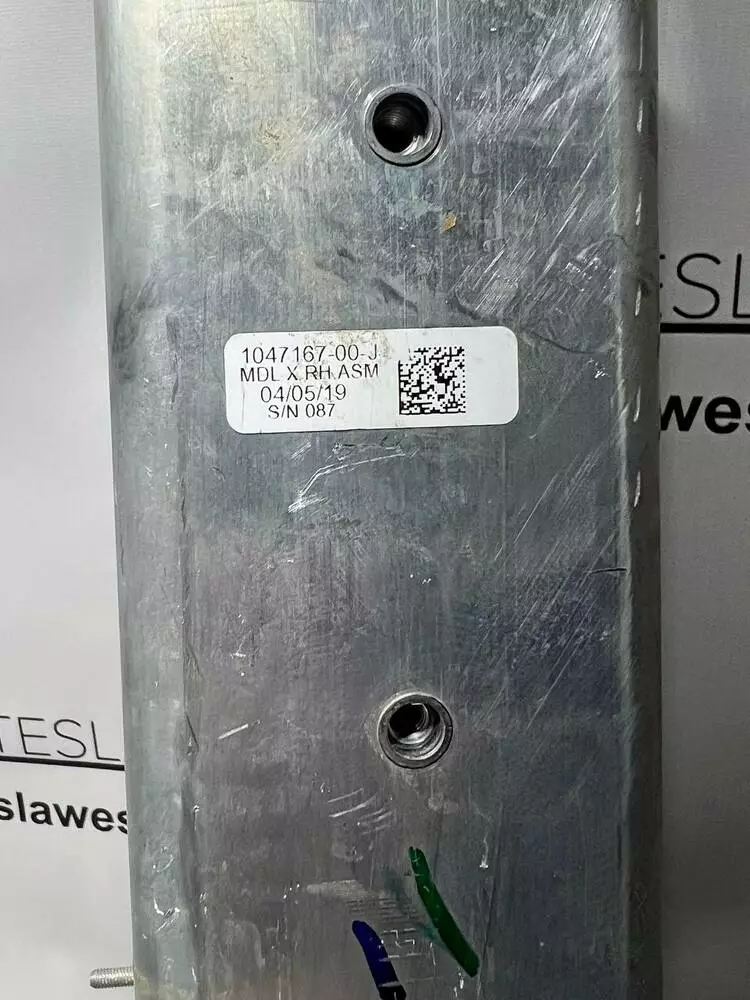 1047167-00-J
MDL X RH ASM
04/05/19
S/N 087
ESL
wes
TESL
slawes